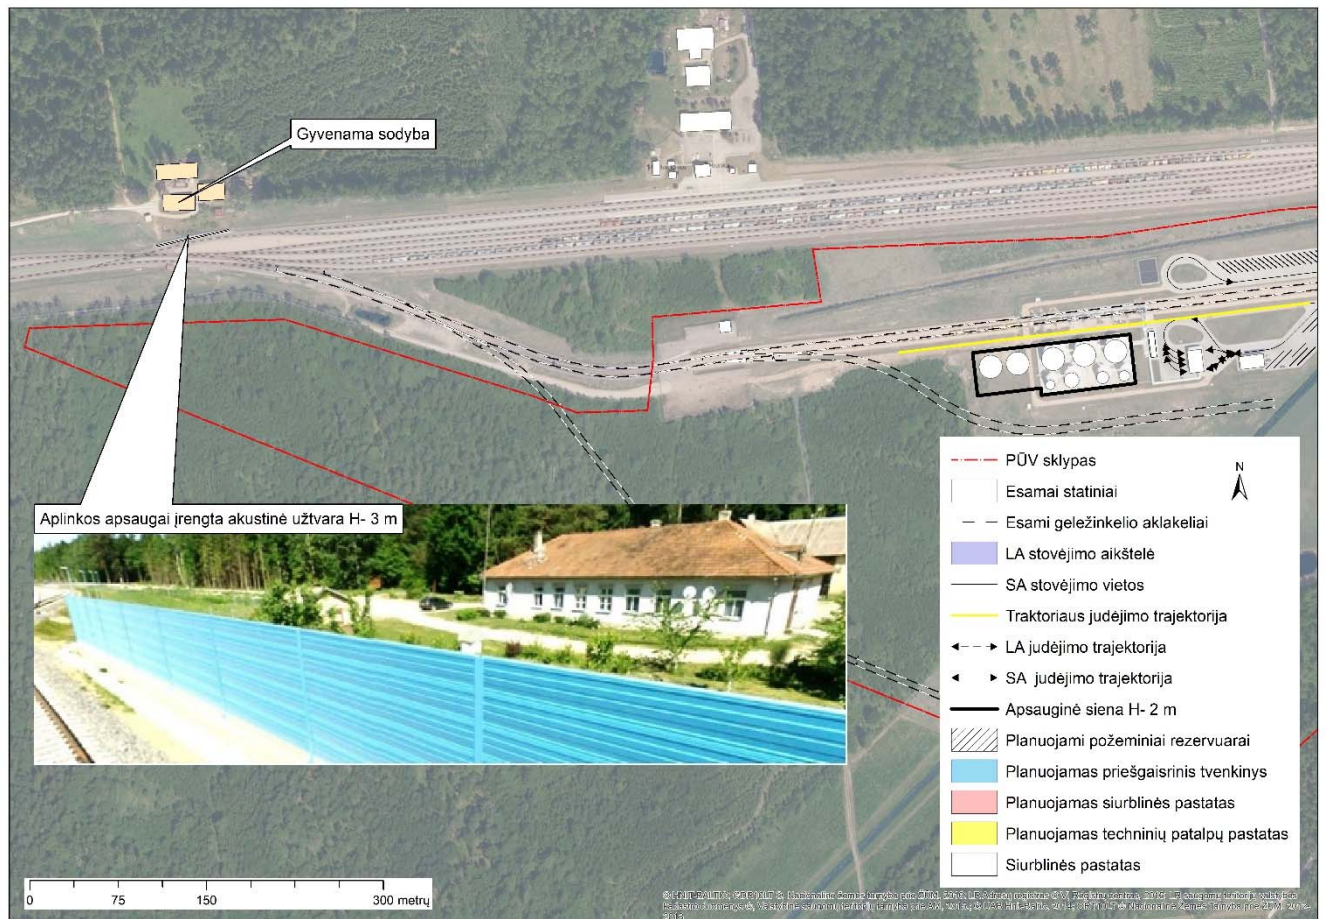 Gyvenama sodyba
Aplinkos apsaugai įrengta akustinė užtvara H- 3 m
PŪV sklypas
N
Esamai statiniai
Esami geležinkelio aklakeliai
LA stovėjimo aikštelė
SA stovėjimo vietos
Traktoriaus judėjimo trajektorija
LA judėjimo trajektorija
SA judėjimo trajektorija
Apsauginė siena H- 2 m
Planuojami požeminiai rezervuarai
Planuojamas priešgaisrinis tvenkinys
Planuojamas siurblinės pastatas
Planuojamas techninių patalpų pastatas
Siurblinės pastatas
0 75 150 300 metrų